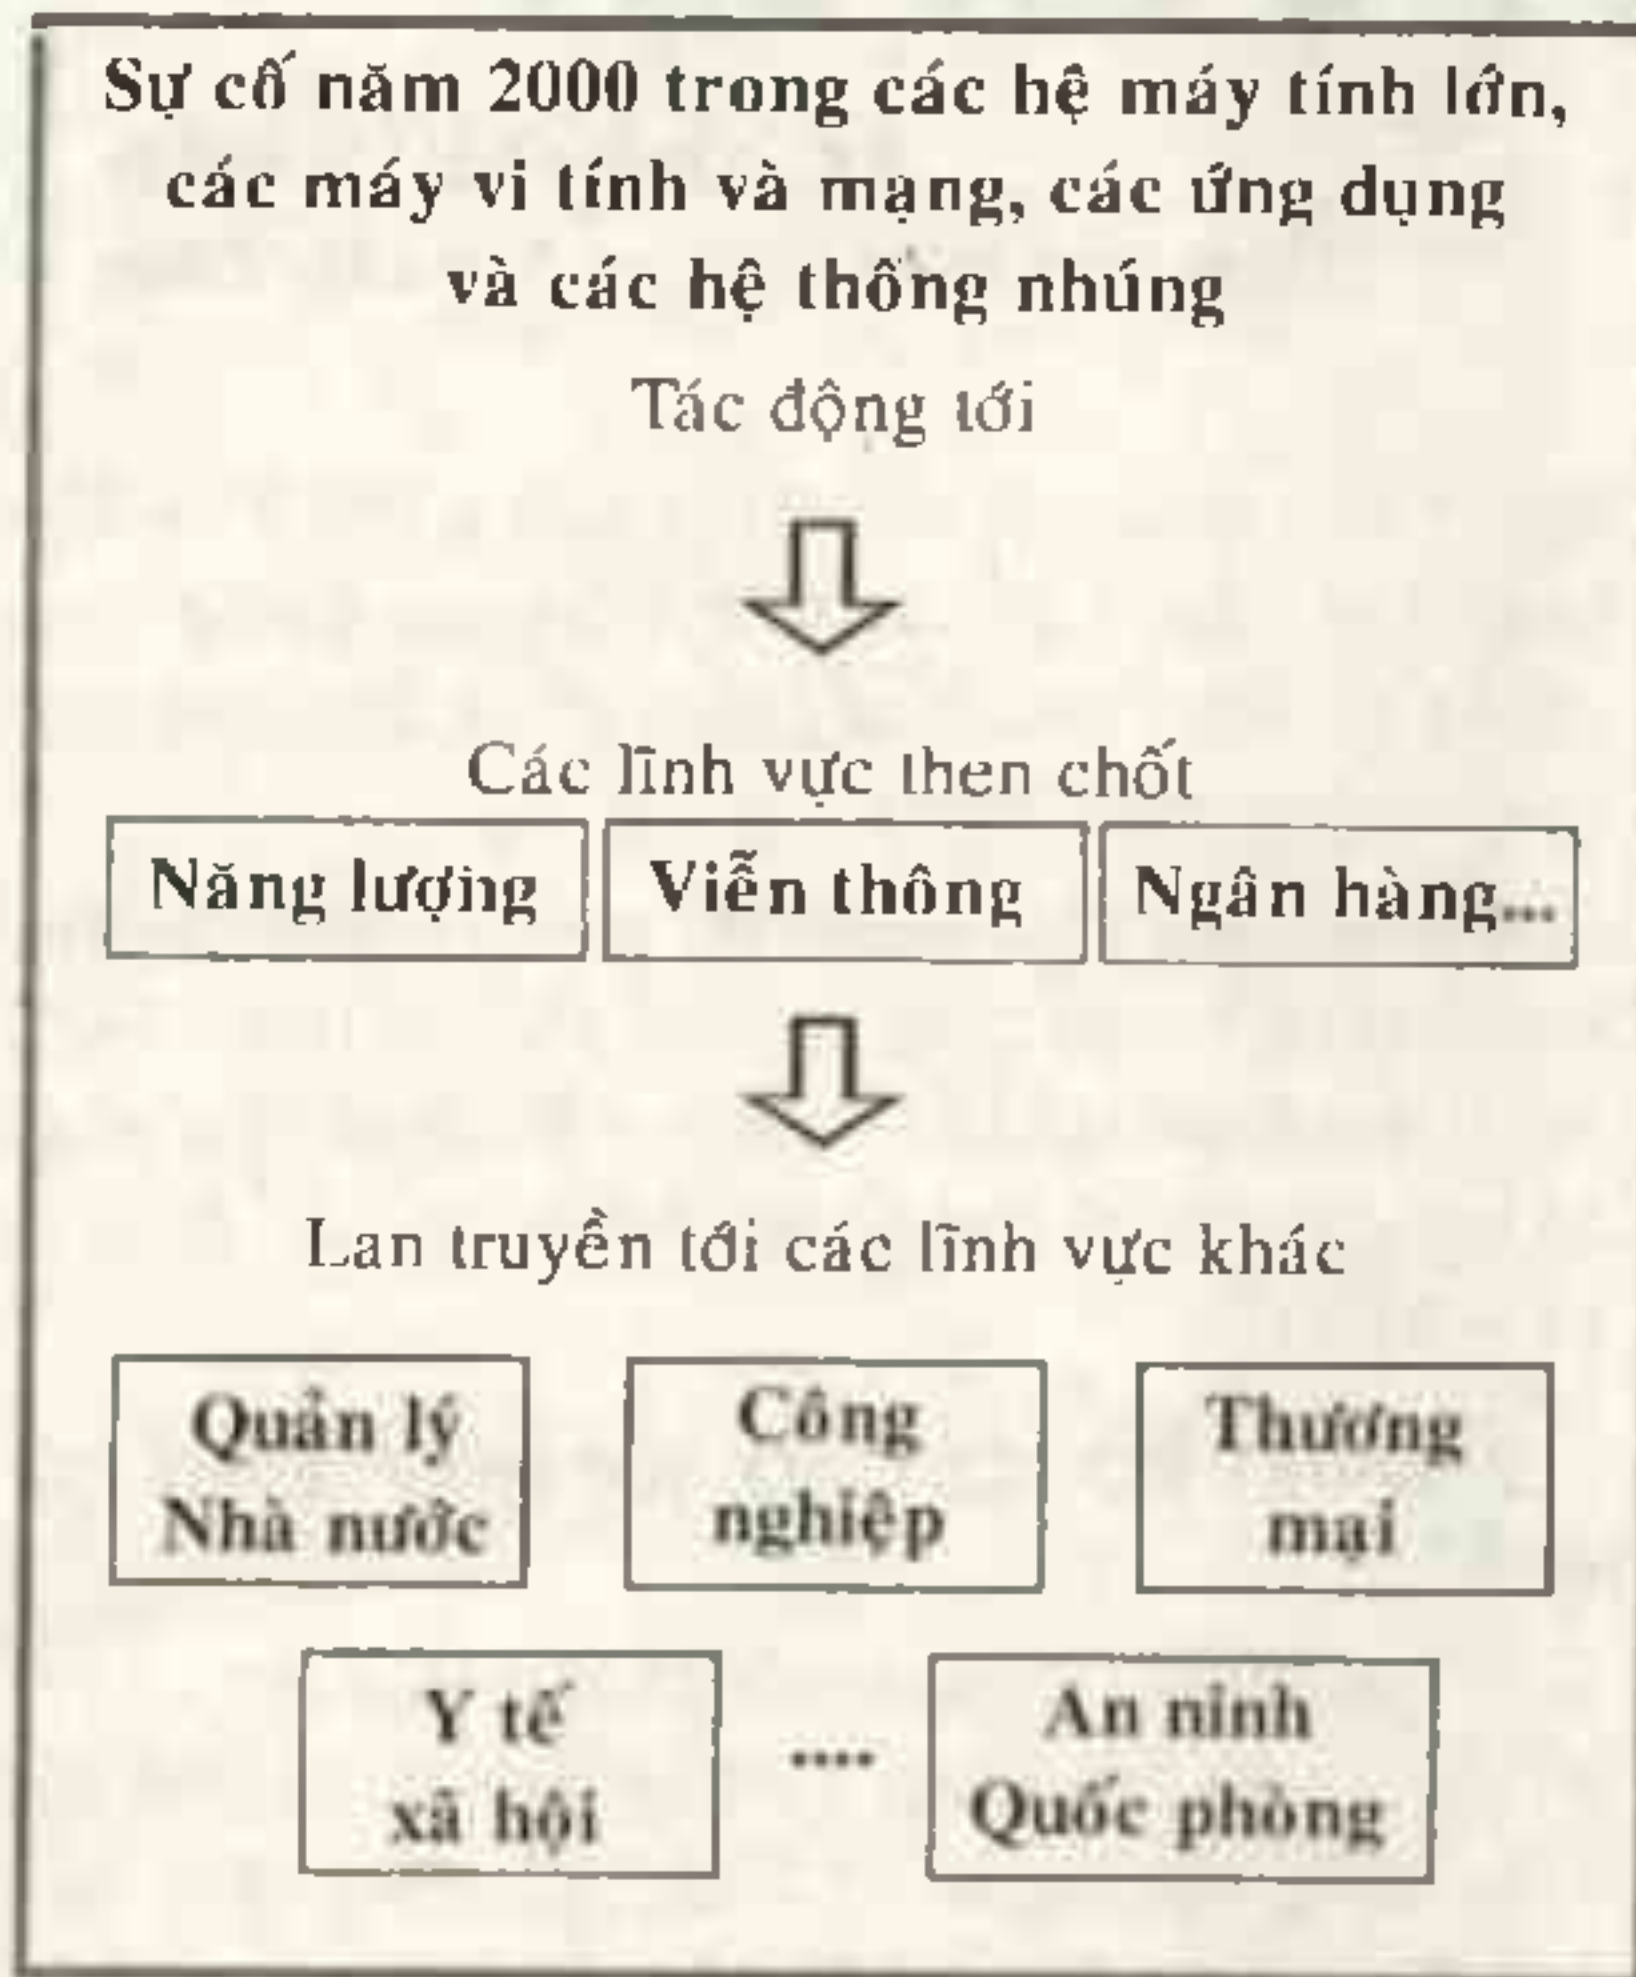 Sự cố năm 2000 trong các hệ máy tính lớn,
các máy vi tính và mạng, các ứng dụng
và các hệ thống nhúng
Tác động tới
Các lĩnh vực then chốt
Năng lượng Viễn thông Ngân hàng...
Lan truyền tới các lĩnh vực khác
Quản lý
Nhà nước
Công
nghiệp
Thương
mại
Y tế
xã hội
....
An ninh
Quốc phòng